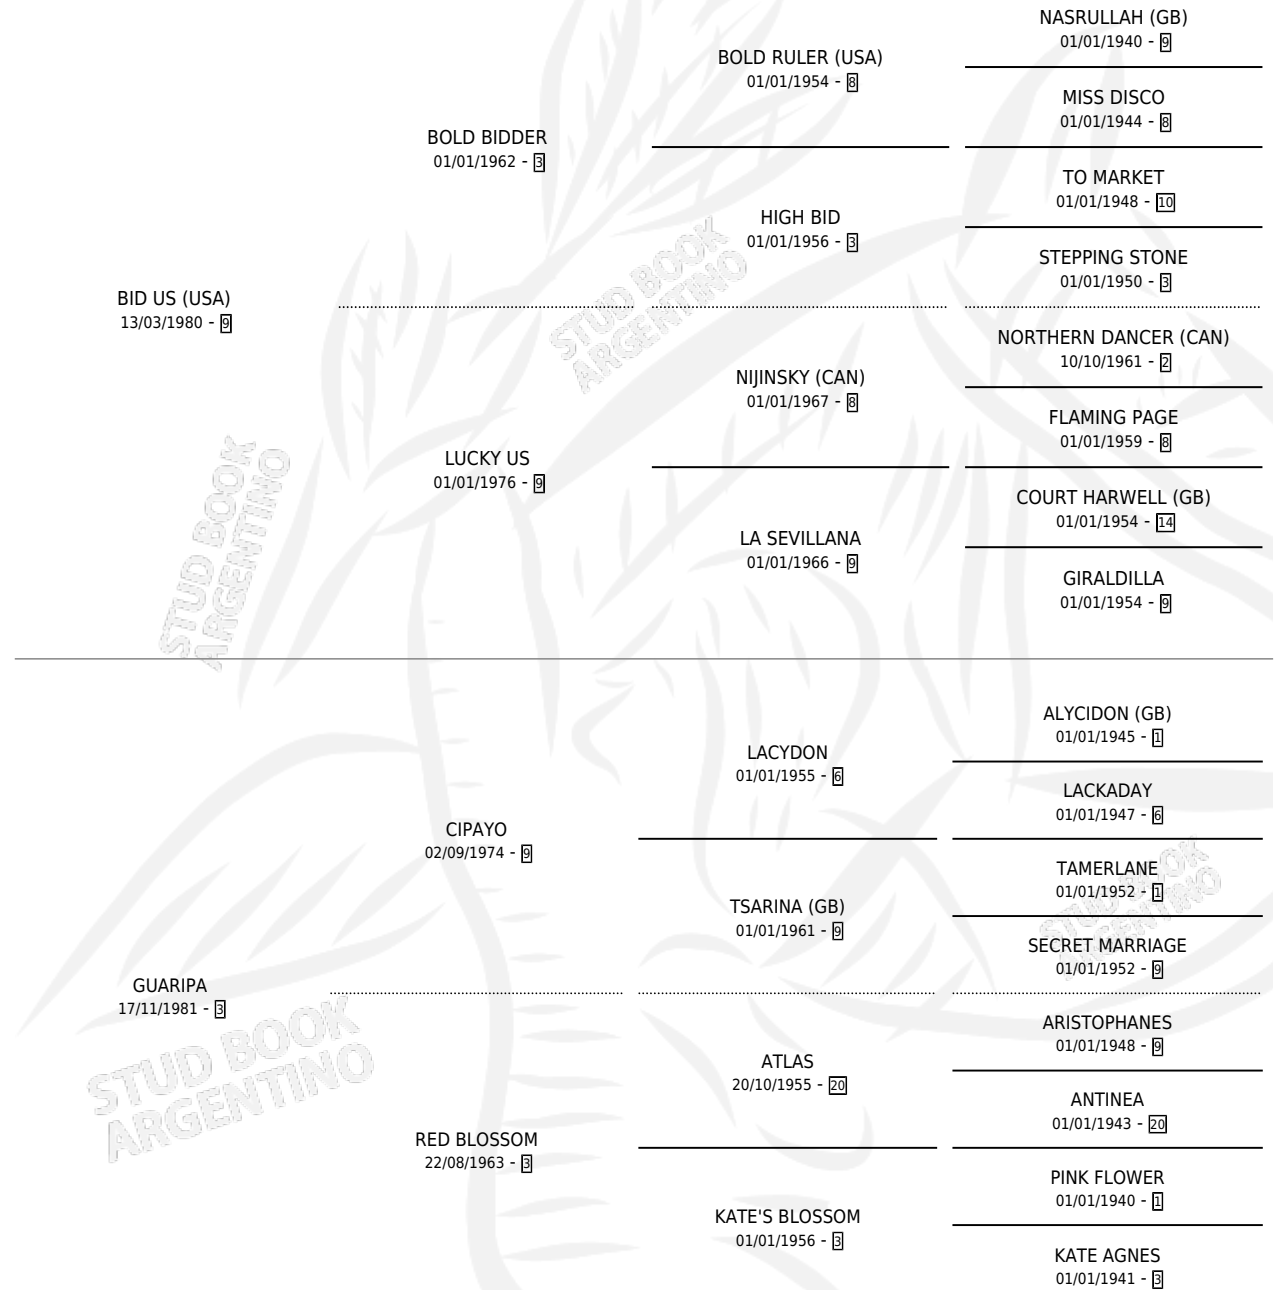 NASRULLAH (GB)
01/01/1940 - 9
BOLD RULER (USA)
01/01/1954 - 8
MISS DISCO
01/01/1944 - 8
BOLD BIDDER
01/01/1962 - 3
TO MARKET
01/01/1948 - 10
HIGH BID
01/01/1956 - 3
STEPPING STONE
01/01/1950 - 3
BID US (USA)
13/03/1980 - 9
NORTHERN DANCER (CAN)
10/10/1961 - 2
NIJINSKY (CAN)
01/01/1967 - 8
FLAMING PAGE
01/01/1959 - 8
LUCKY US
01/01/1976 - 9
COURT HARWELL (GB)
01/01/1954 - 14
LA SEVILLANA
01/01/1966 - 9
GIRALDILLA
01/01/1954 - 9
ALYCIDON (GB)
01/01/1945 - 1
LACYDON
01/01/1955 - 6
LACKADAY
01/01/1947 - 6
CIPAYO
02/09/1974 - 9
TAMERLANE
01/01/1952 - 1
TSARINA (GB)
01/01/1961 - 9
SECRET MARRIAGE
01/01/1952 - 9
GUARIPA
17/11/1981 - 3
ARISTOPHANES
01/01/1948 - 9
ATLAS
20/10/1955 - 20
ANTINEA
01/01/1943 - 20
RED BLOSSOM
22/08/1963 - 3
PINK FLOWER
01/01/1940 - 1
KATE'S BLOSSOM
01/01/1956 - 3
KATE AGNES
01/01/1941 - 3
STUD BOOK
ARGENTINO
STUD BOOK
ARGENTINO
STUD BOOK
ARGENTINO
STUD BOOK
ARGENTINO